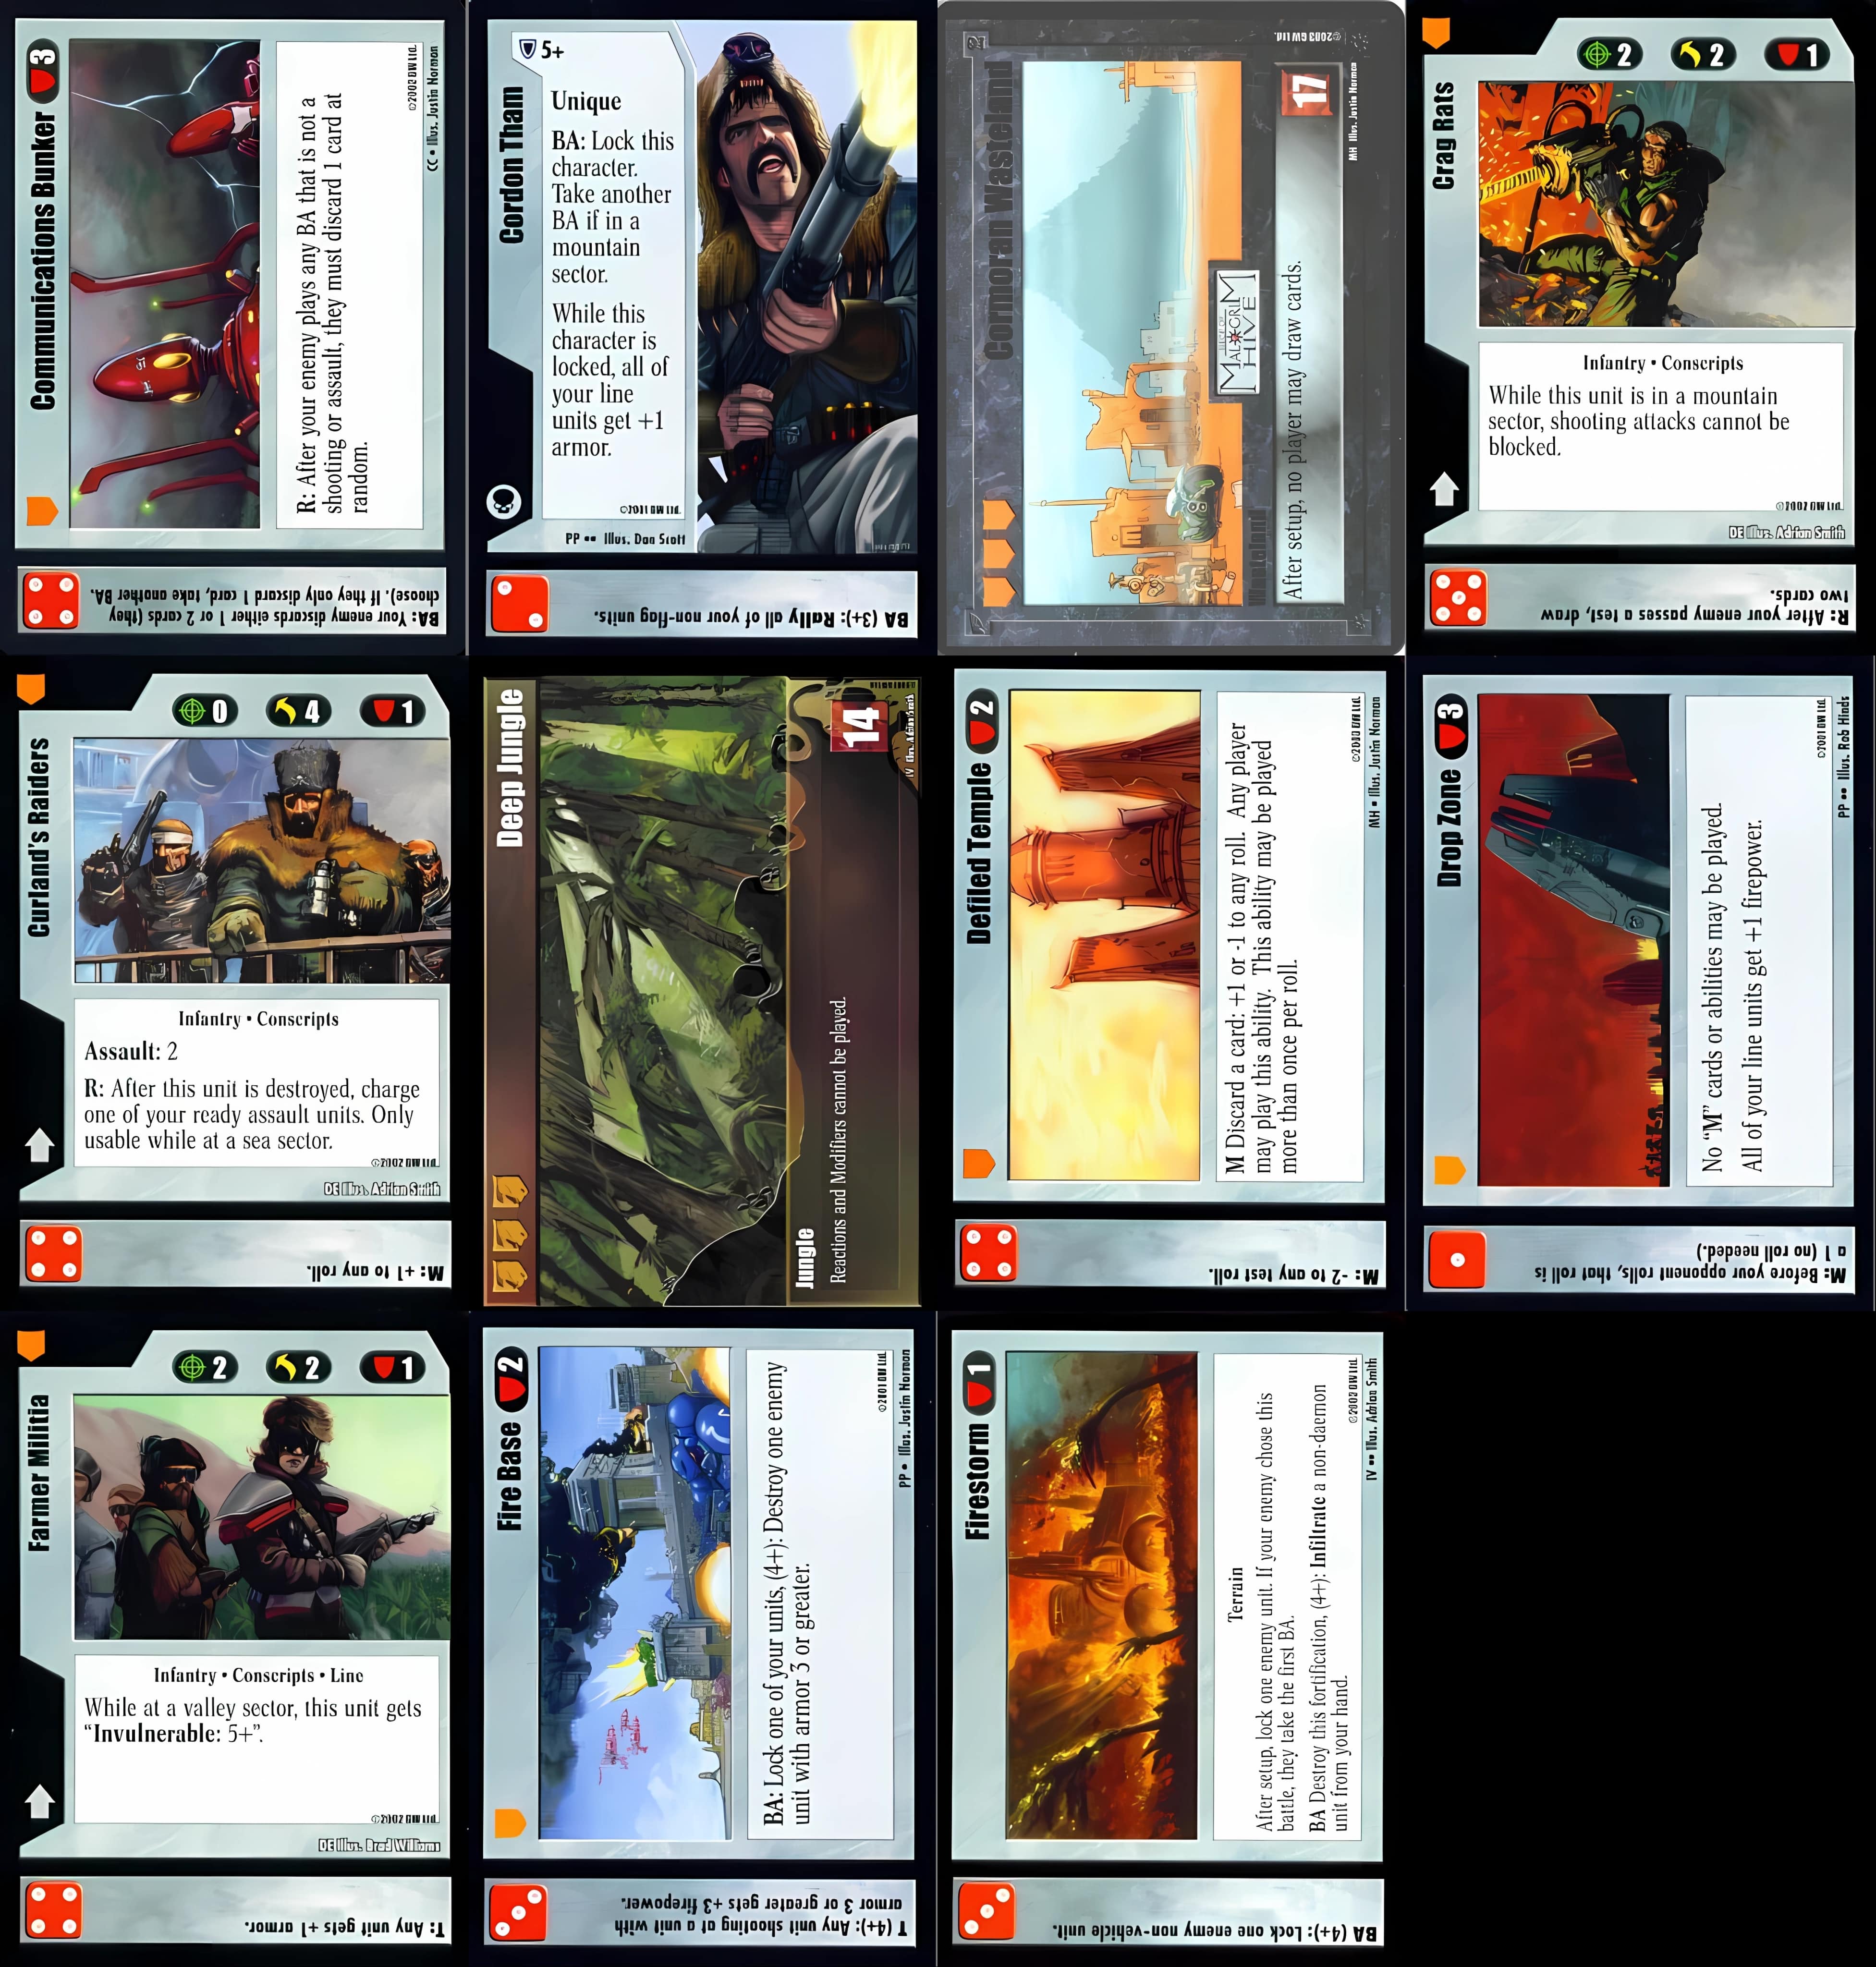 Communications Bunker
3
R: After your enemy plays any BA that is not a
shooting or assault, they must discard 1 card at
random.
©2002 GW Ltd.
CC • Illus. Justin Norman
BA: Your enemy discards either 1 or 2 cards (they
choose). If they only discard 1 card, take another BA.
Cordon Tham
5+
Unique
BA: Lock this
character.
Take another
BA if in a
mountain
sector.
While this
character is
locked, all of
your line
units get +1
armor.
©2001 GW Ltd.
PP •• Illus. Dan Scott
BA (3+): Rally all of your non-flag units.
Cormoran Wasteland
2
SIEGE OF
MALOGRIM
HIVE
Wasteland
After setup, no player may draw cards.
17
©2003 GW Ltd.
MH Illus. Justin Norman
Crag Rats
2
2
1
Infantry • Conscripts
While this unit is in a mountain
sector, shooting attacks cannot be
blocked.
©2002 GW Ltd.
DE Illus. Adrian Smith
R: After your enemy passes a test, draw
two cards.
Curland's Raiders
0
4
1
Infantry • Conscripts
Assault: 2
R: After this unit is destroyed, charge
one of your ready assault units. Only
usable while at a sea sector.
©2002 GW Ltd.
DE Illus. Adrian Smith
M: +1 to any roll.
Deep Jungle
Jungle
Reactions and Modifiers cannot be played.
14
IV Illus. Adrian Smith
Defiled Temple
2
M Discard a card: +1 or -1 to any roll. Any player
may play this ability. This ability may be played
more than once per roll.
©2003 GW Ltd.
MH • Illus. Justin Norman
M: -2 to any test roll.
Drop Zone
3
No “M” cards or abilities may be played.
All of your line units get +1 firepower.
©2001 GW Ltd.
PP •• Illus. Rob Hinds
M: Before your opponent rolls, that roll is
a 1 (no roll needed.)
Farmer Militia
2
2
1
Infantry • Conscripts • Line
While at a valley sector, this unit gets
“Invulnerable: 5+”.
©2002 GW Ltd.
DE Illus. Brad Williams
T: Any unit gets +1 armor.
Fire Base
2
BA: Lock one of your units, (4+): Destroy one enemy
unit with armor 3 or greater.
©2001 GW Ltd.
PP • Illus. Justin Norman
T (4+): Any unit shooting at a unit with
armor 3 or greater gets +3 firepower.
Firestorm
1
Terrain
After setup, lock one enemy unit. If your enemy chose this
battle, they take the first BA.
BA Destroy this fortification, (4+): Infiltrate a non-daemon
unit from your hand.
©2002 GW Ltd.
IV •• Illus. Adrian Smith
BA (4+): Lock one enemy non-vehicle unit.